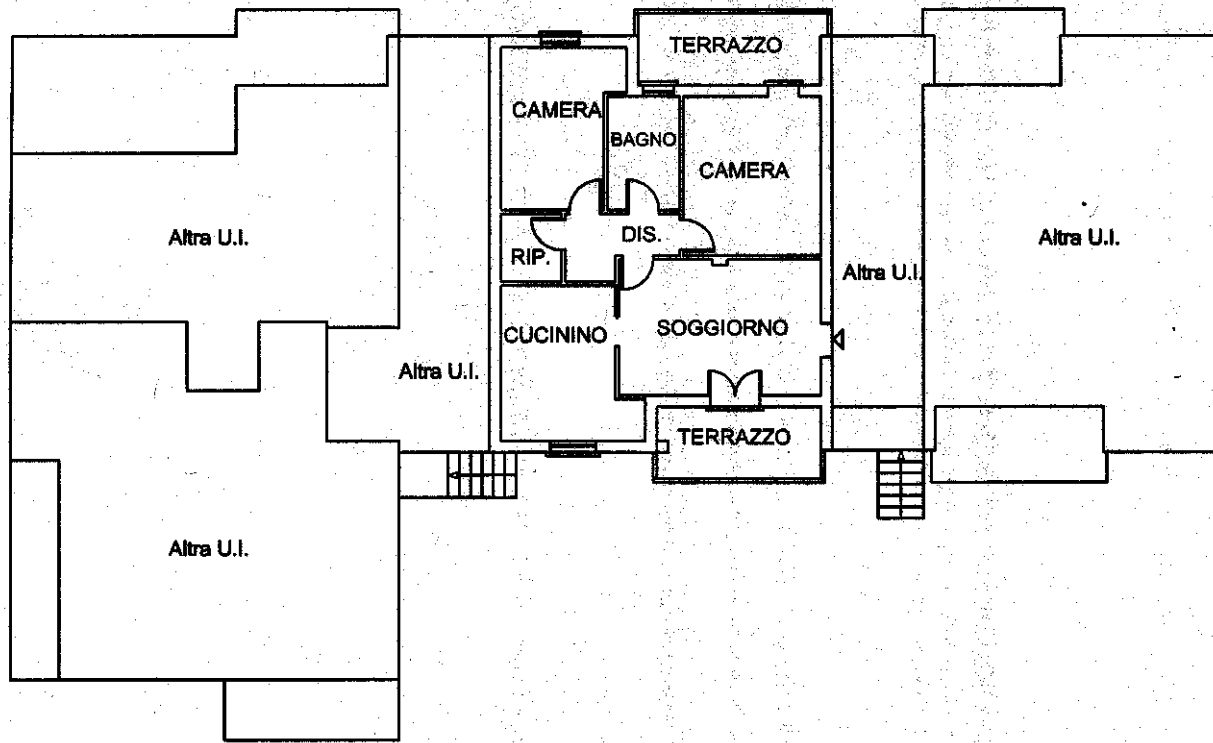 TERRAZZO
CAMERA
BAGNO
CAMERA
Altra U.I.
DIS.
Altra U.I.
RIP.
Altra U.I.
CUCININO
SOGGIORNO
Altra U.I.
TERRAZZO
Altra U.I.